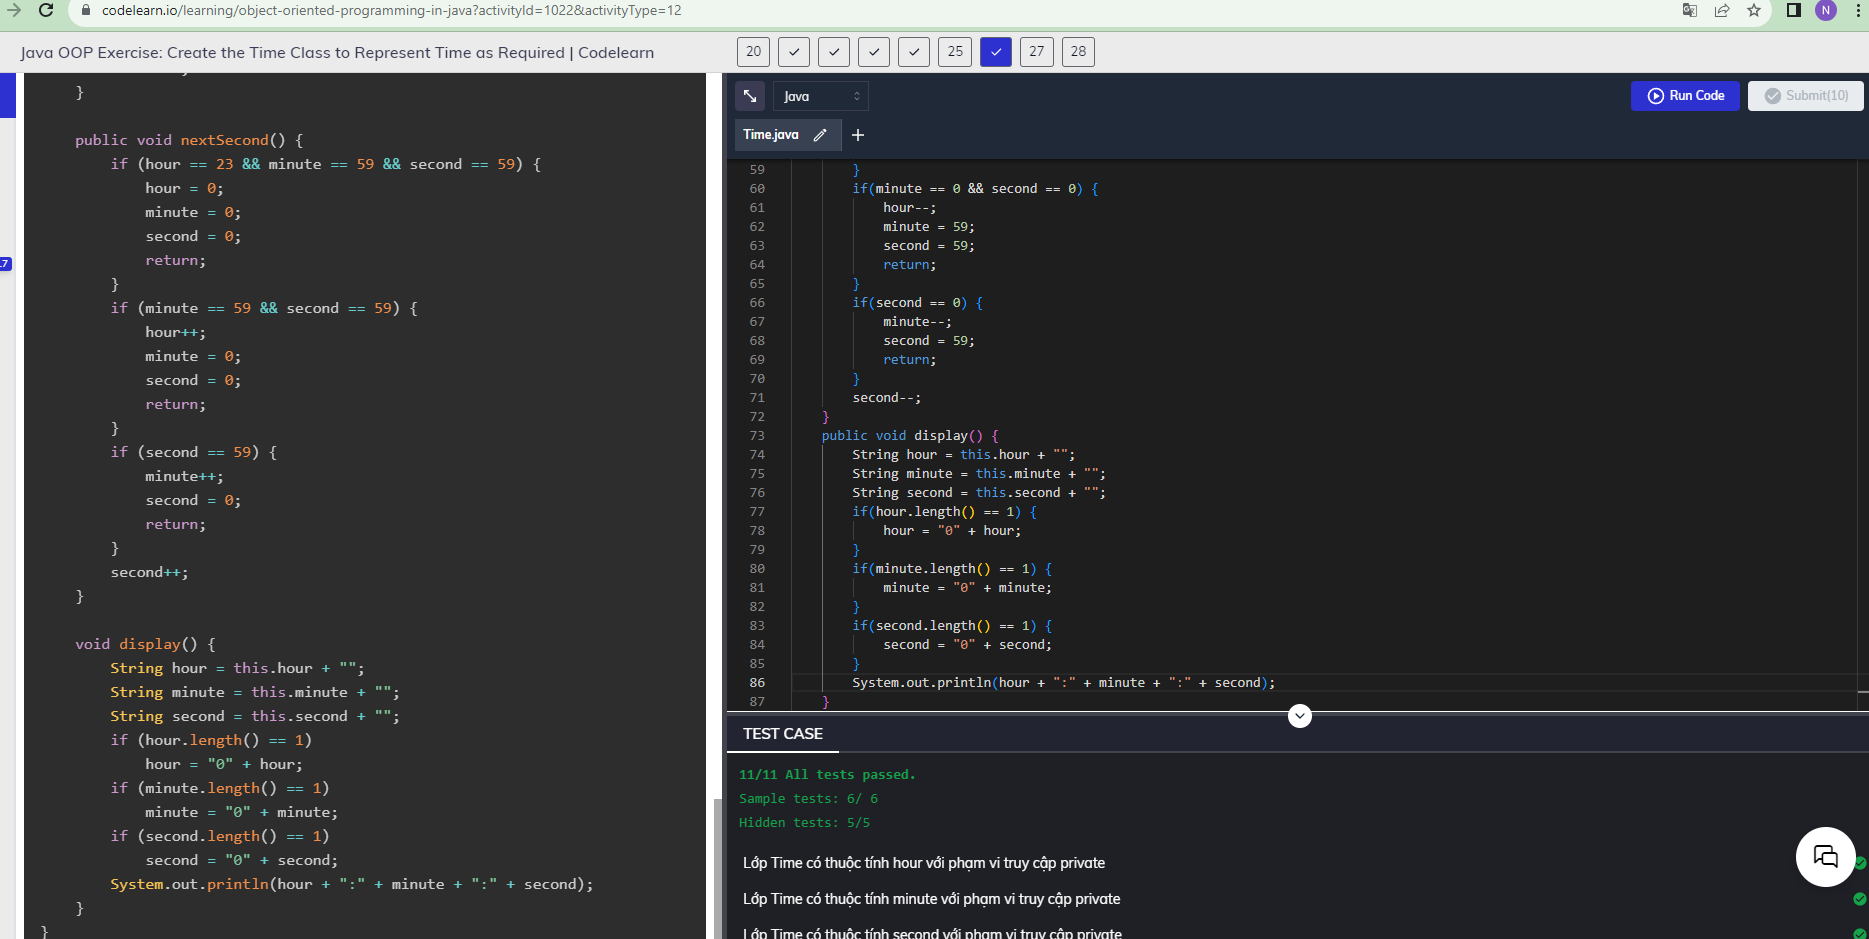 codelearn.io/learning/object-oriented-programming-in-java?activityId=1022&activityType=12
N
Java OOP Exercise: Create the Time Class to Represent Time as Required | Codelearn
20 25 27 28
}
public void nextSecond() {
if (hour == 23 && minute == 59 && second == 59) {
hour = 0;
minute = 0;
second = 0;
return;
}
if (minute == 59 && second == 59) {
hour++;
minute = 0;
second = 0;
return;
}
if (second == 59) {
minute++;
second = 0;
return;
}
second++;
}
void display() {
String hour = this.hour + "";
String minute = this.minute + "";
String second = this.second + "";
if (hour.length() == 1)
hour = "0" + hour;
if (minute.length() == 1)
minute = "0" + minute;
if (second.length() == 1)
second = "0" + second;
System.out.println(hour + ":" + minute + ":" + second);
}
}
Java
Run Code
Submit(10)
Time.java
59 }
60 if(minute == 0 && second == 0) {
61 hour--;
62 minute = 59;
63 second = 59;
64 return;
65 }
66 if(second == 0) {
67 minute--;
68 second = 59;
69 return;
70 }
71 second--;
72 }
73 public void display() {
74 String hour = this.hour + "";
75 String minute = this.minute + "";
76 String second = this.second + "";
77 if(hour.length() == 1) {
78 hour = "0" + hour;
79 }
80 if(minute.length() == 1) {
81 minute = "0" + minute;
82 }
83 if(second.length() == 1) {
84 second = "0" + second;
85 }
86 System.out.println(hour + ":" + minute + ":" + second);
87 }
TEST CASE
11/11 All tests passed.
Sample tests: 6/ 6
Hidden tests: 5/5
Lớp Time có thuộc tính hour với phạm vi truy cập private
Lớp Time có thuộc tính minute với phạm vi truy cập private
Lớp Time có thuộc tính second với phạm vi truy cập private